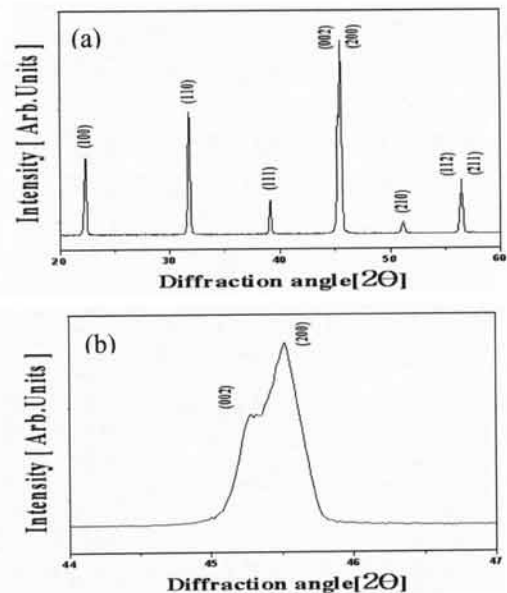 (a)
Intensity [ Arb.Units ]
(100)
(110)
(111)
(002)
(200)
(210)
(112)
(211)
20 30 40 50 60
Diffraction angle[2Θ]
(b)
Intensity [ Arb.Units ]
(002)
(200)
44 45 46 47
Diffraction angle[2Θ]